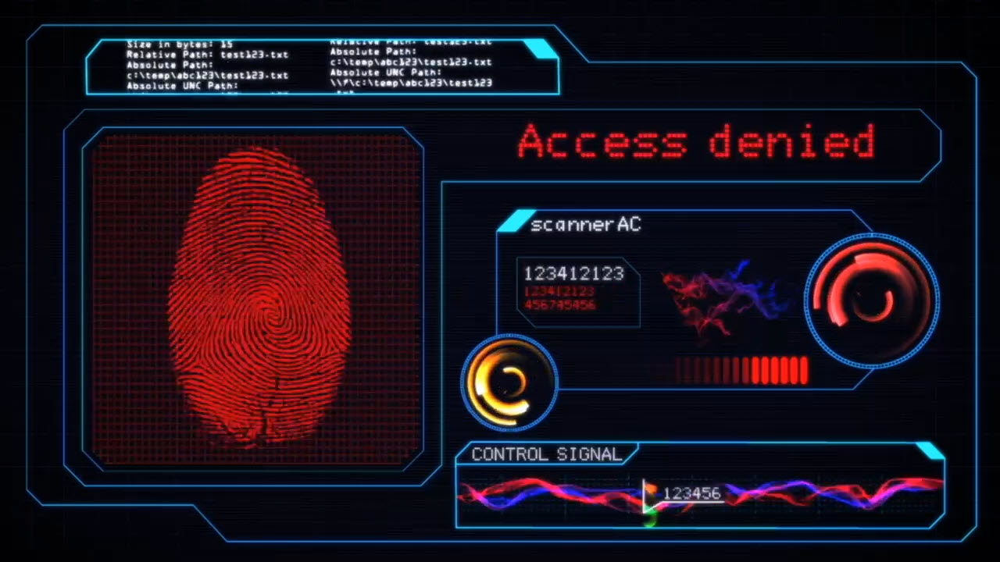 Size in bytes: 15
Relative Path: test123.txt
Absolute Path:
c:\temp\abc123\test123.txt
Absolute UNC Path:
Relative Path: test123.txt
Absolute Path:
c:\temp\abc123\test123.txt
Absolute UNC Path:
\\?\c:\temp\abc123\test123
.txt
Access denied
scannerAC
123412123
123412123
456745456
CONTROL SIGNAL
123456